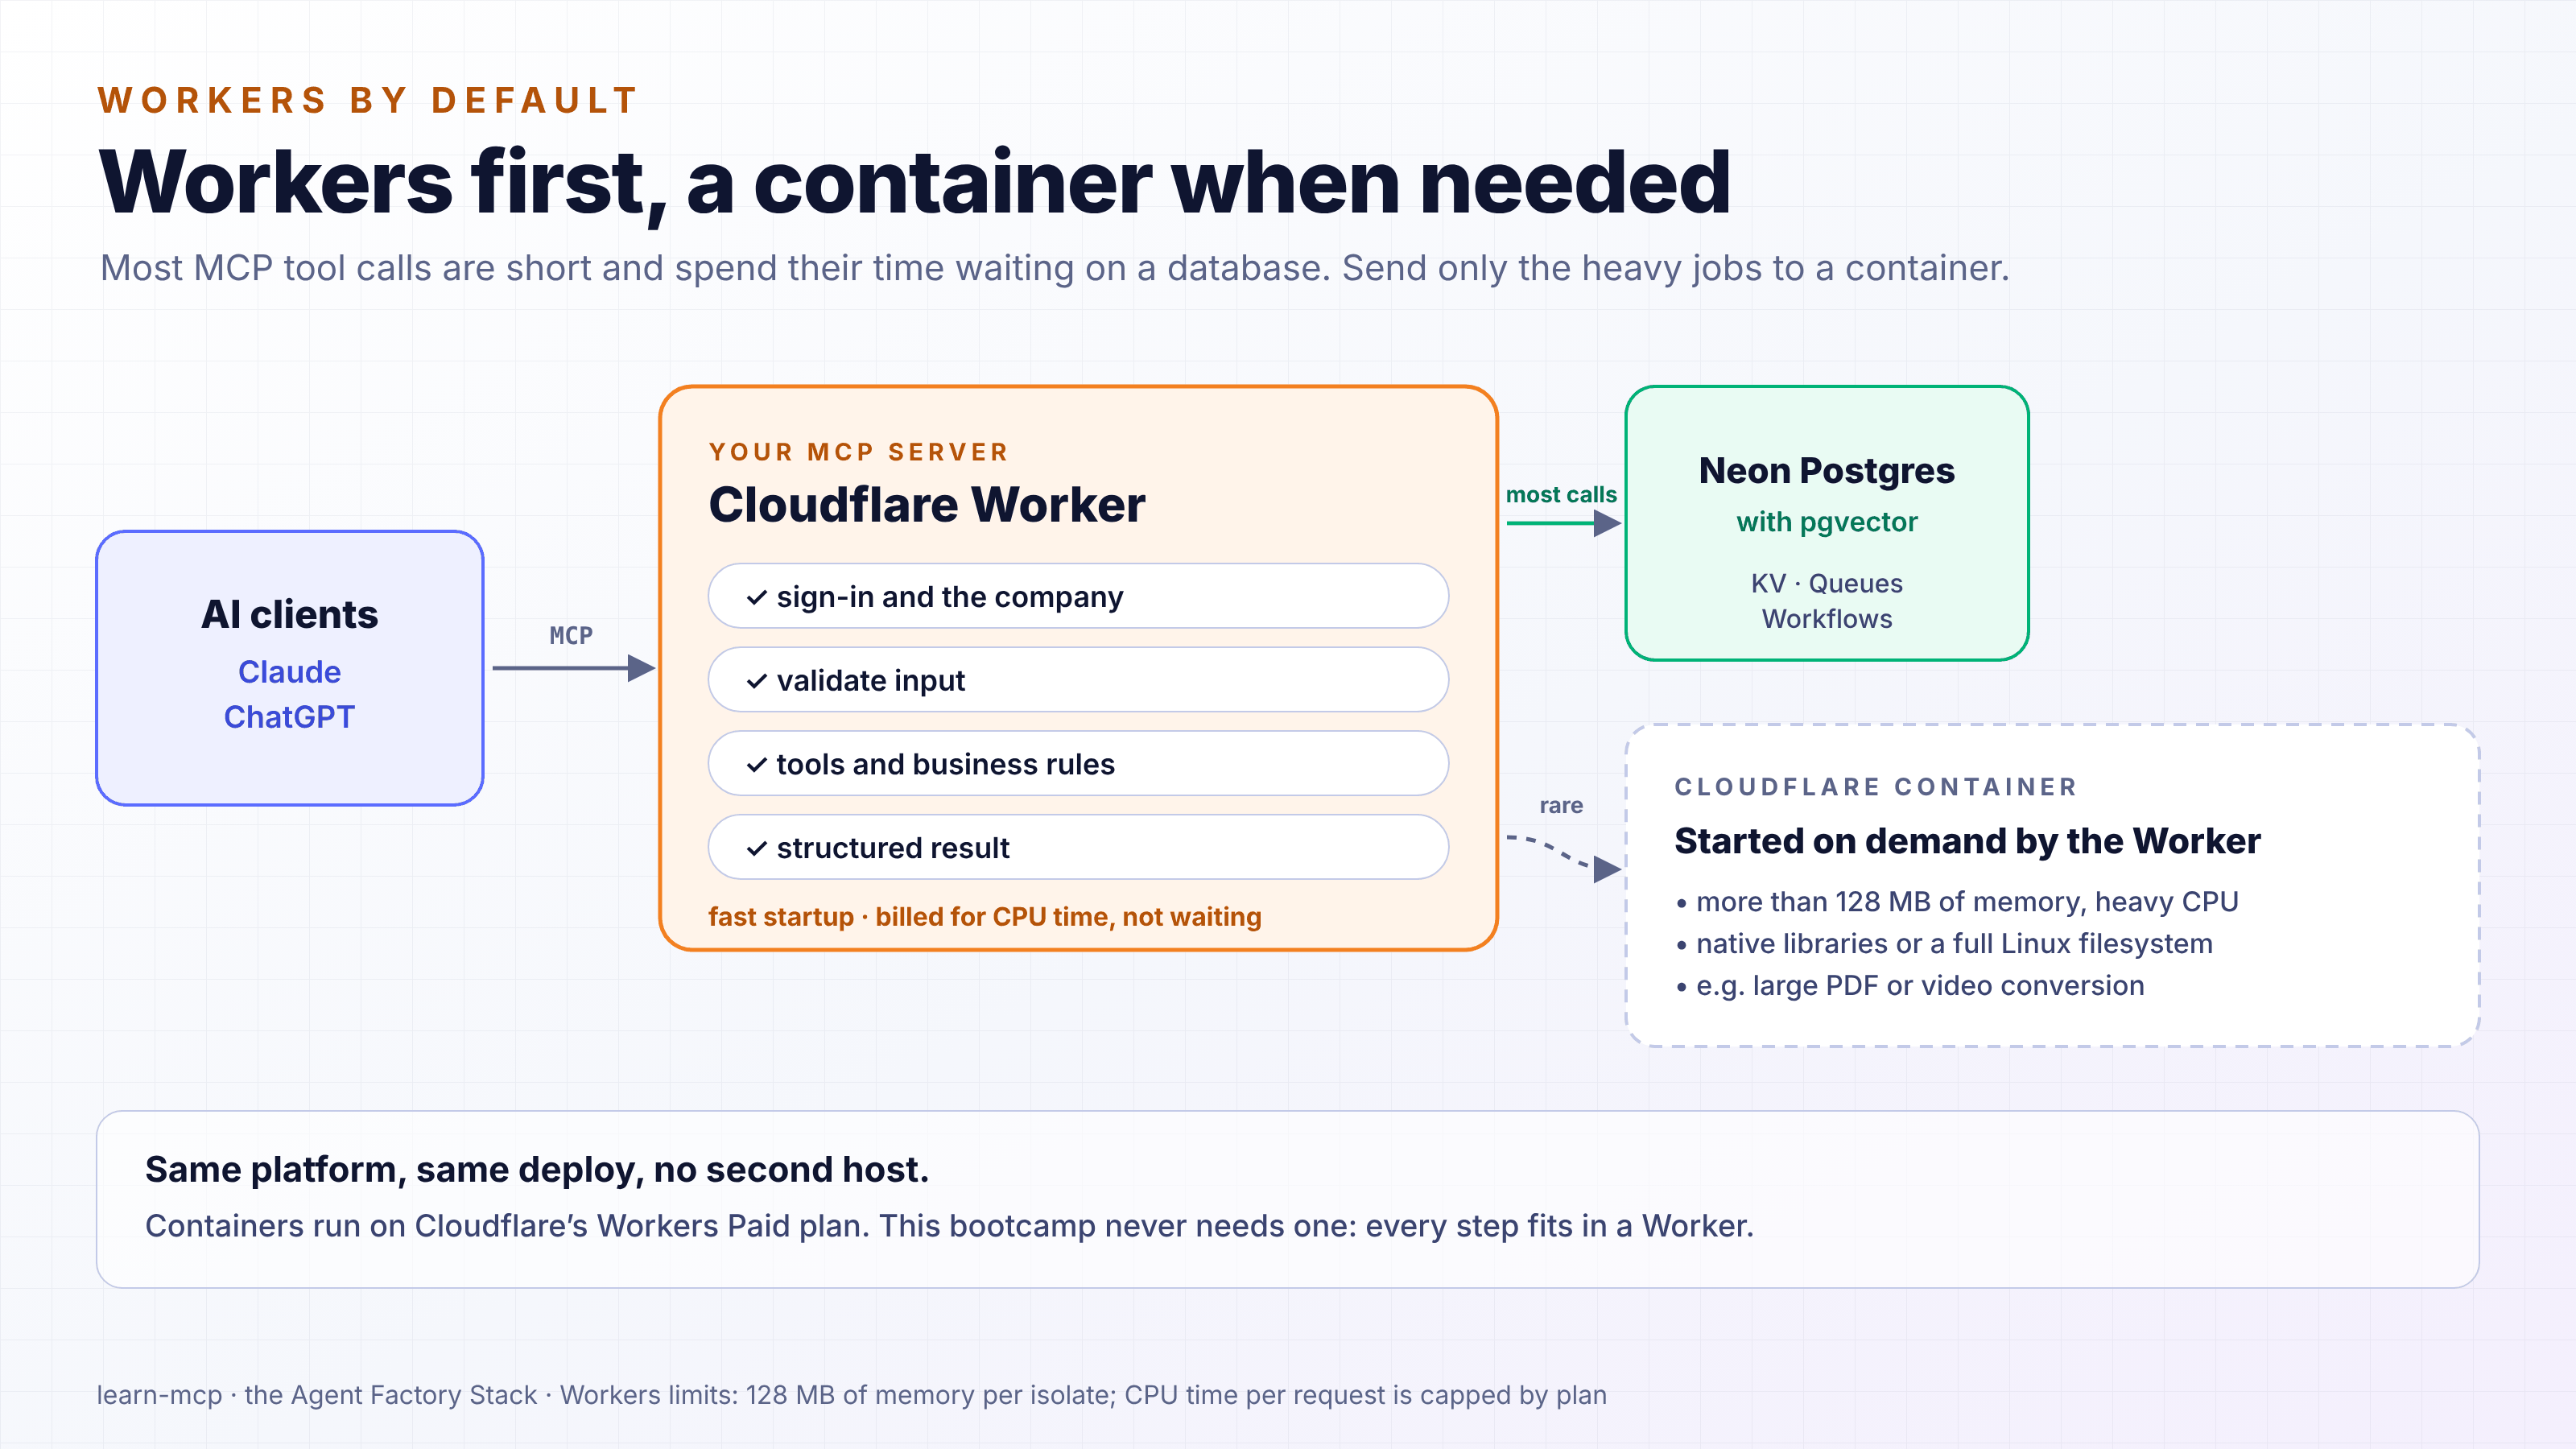 WORKERS BY DEFAULT
Workers first, a container when needed
Most MCP tool calls are short and spend their time waiting on a database. Send only the heavy jobs to a container.
AI clients
Claude
ChatGPT
MCP
YOUR MCP SERVER
Cloudflare Worker
✓ sign-in and the company
✓ validate input
✓ tools and business rules
✓ structured result
fast startup · billed for CPU time, not waiting
most calls
Neon Postgres
with pgvector
KV · Queues
Workflows
rare
CLOUDFLARE CONTAINER
Started on demand by the Worker
• more than 128 MB of memory, heavy CPU
• native libraries or a full Linux filesystem
• e.g. large PDF or video conversion
Same platform, same deploy, no second host.
Containers run on Cloudflare’s Workers Paid plan. This bootcamp never needs one: every step fits in a Worker.
learn-mcp · the Agent Factory Stack · Workers limits: 128 MB of memory per isolate; CPU time per request is capped by plan